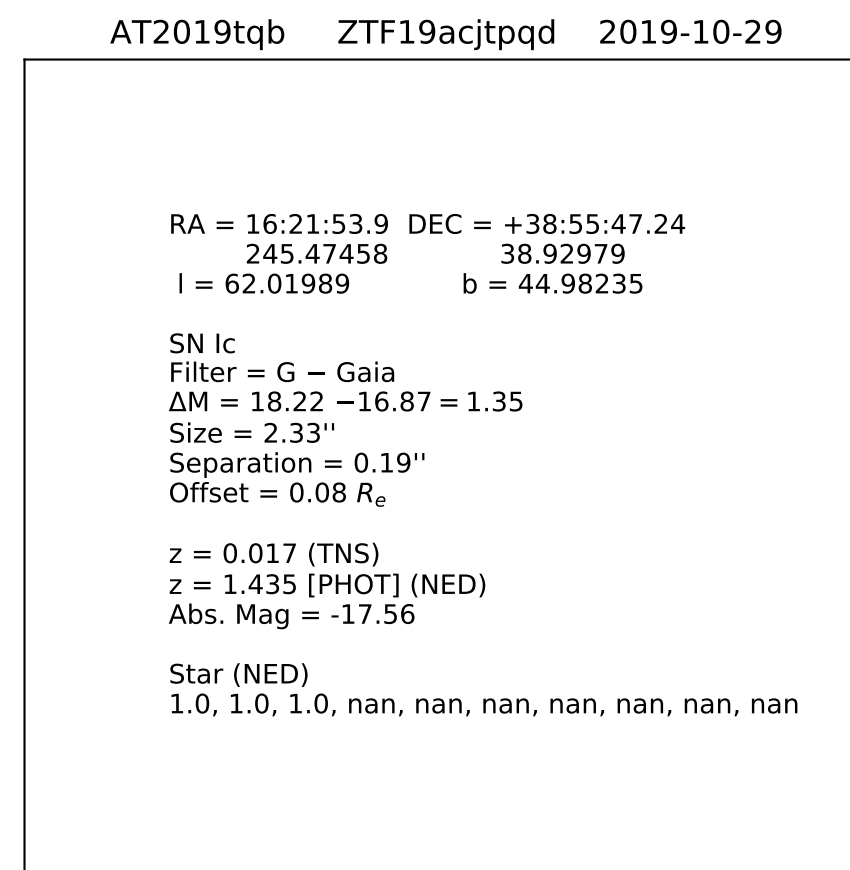 AT2019tqb ZTF19acjtpqd 2019-10-29
RA = 16:21:53.9 DEC = +38:55:47.24
245.47458 38.92979
l = 62.01989 b = 44.98235
SN Ic
Filter = G − Gaia
ΔM = 18.22 −16.87 = 1.35
Size = 2.33''
Separation = 0.19''
Offset = 0.08 Re
z = 0.017 (TNS)
z = 1.435 [PHOT] (NED)
Abs. Mag = -17.56
Star (NED)
1.0, 1.0, 1.0, nan, nan, nan, nan, nan, nan, nan